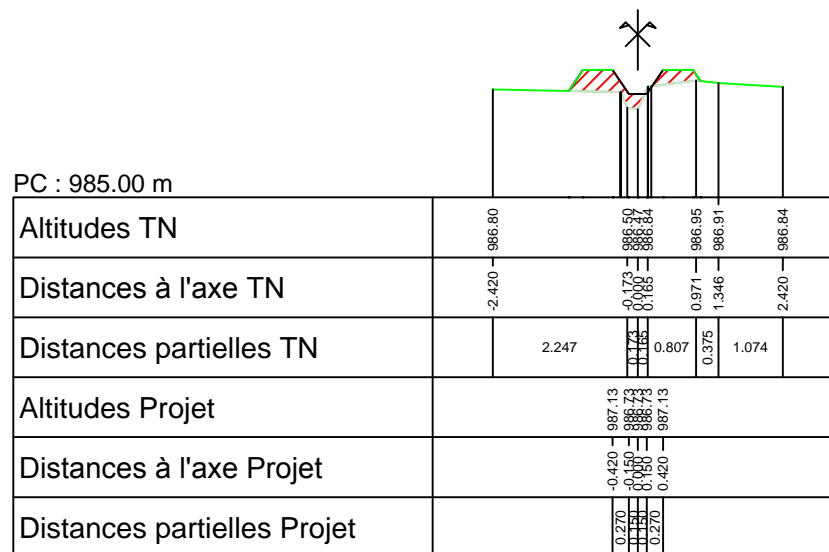 PC : 985.00 m
Altitudes TN 986.80 986.50 986.47 986.84 986.95 986.91 986.84
Distances à l'axe TN -2.420 -0.173 0.000 0.165 0.971 1.346 2.420
Distances partielles TN 2.247 0.173 0.165 0.807 0.375 1.074
Altitudes Projet 987.13 986.73 986.73 986.73 987.13
Distances à l'axe Projet -0.420 -0.150 0.000 0.150 0.420
Distances partielles Projet 0.270 0.150 0.150 0.270